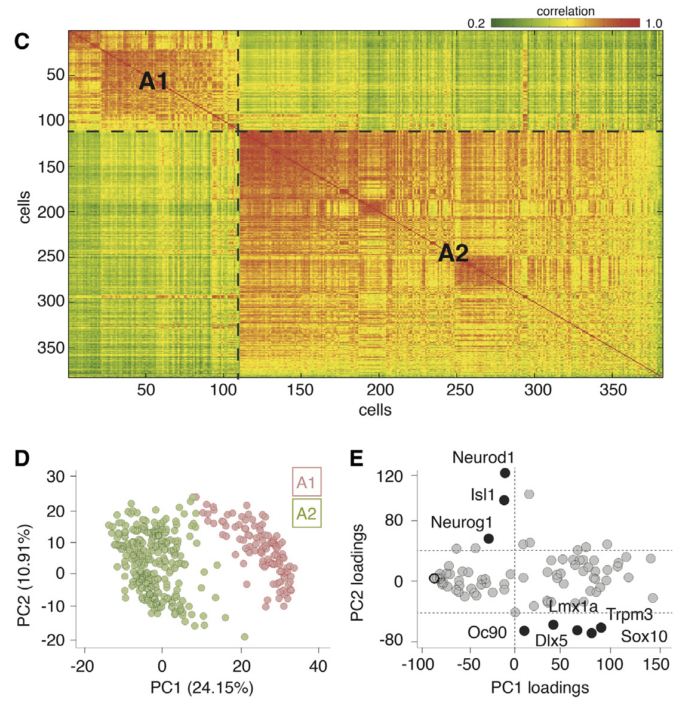 correlation
C
0.2
1.0
A1
A2
50
100
150
200
250
300
350
cells
50
100
150
200
250
300
350
cells
D
30
20
10
0
-10
-20
PC2 (10.91%)
A1
A2
-20
0
20
40
PC1 (24.15%)
E
Neurod1
120
Isl1
80
Neurog1
40
0
PC2 loadings
Lmx1a
Trpm3
Oc90
Dlx5
Sox10
-80
-100
-50
0
50
100
150
PC1 loadings